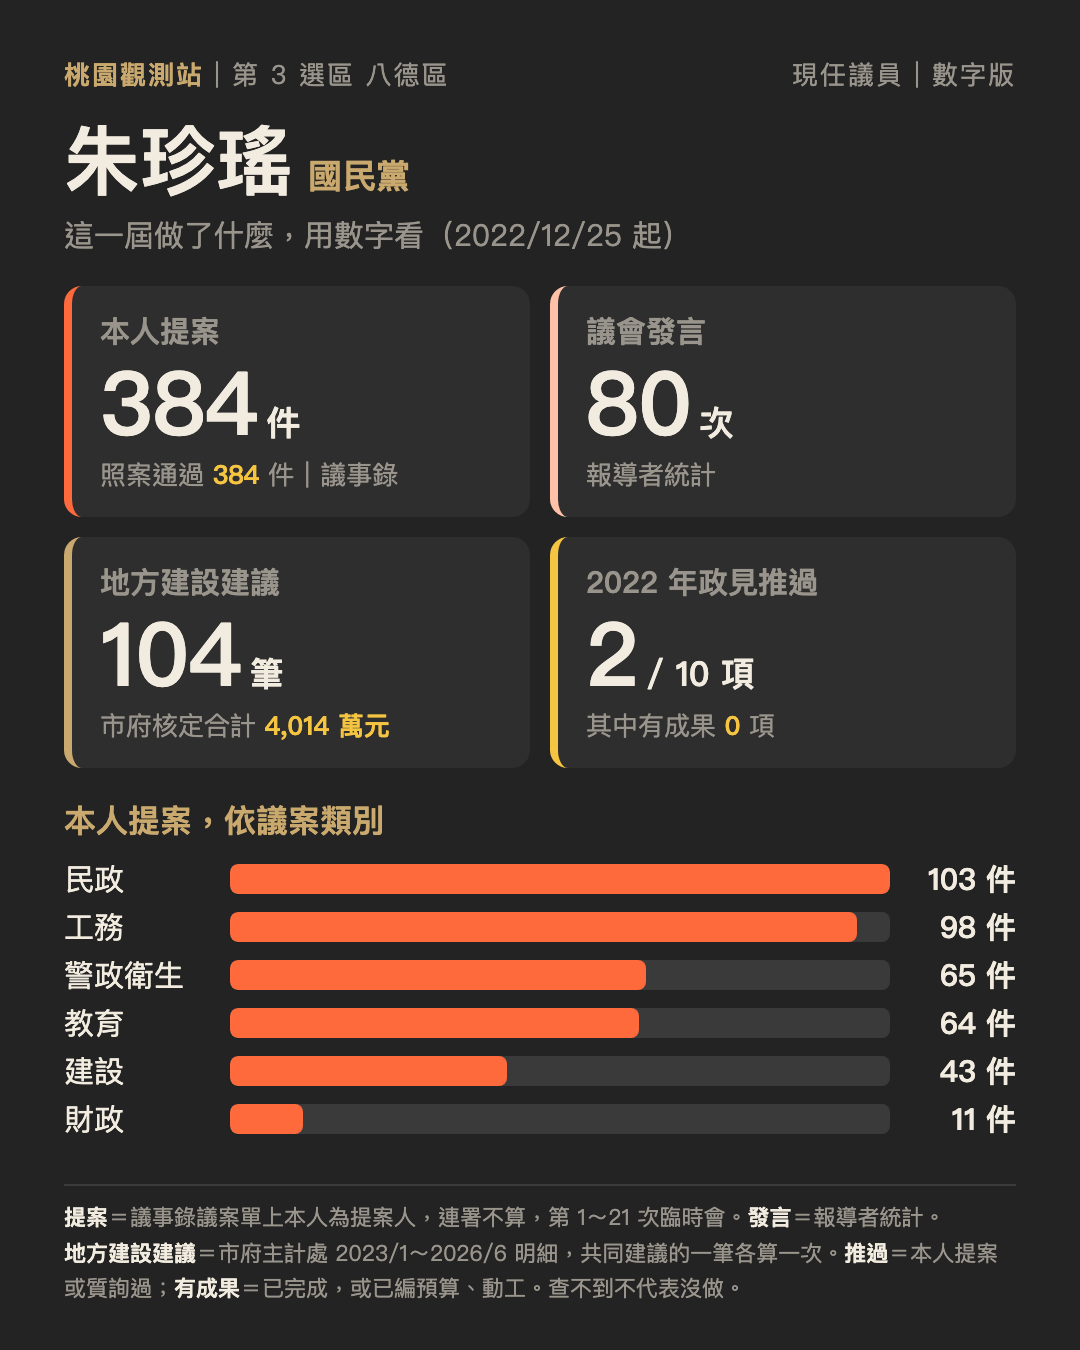 桃園觀測站｜第 3 選區 八德區
現任議員｜數字版
朱珍瑤 國民黨
這一屆做了什麼，用數字看（2022/12/25 起）
本人提案
384 件
照案通過 384 件｜議事錄
議會發言
80 次
報導者統計
地方建設建議
104 筆
市府核定合計 4,014 萬元
2022 年政見推過
2 / 10 項
其中有成果 0 項
本人提案，依議案類別
民政 103 件
工務 98 件
警政衛生 65 件
教育 64 件
建設 43 件
財政 11 件
提案＝議事錄議案單上本人為提案人，連署不算，第 1～21 次臨時會。發言＝報導者統計。
地方建設建議＝市府主計處 2023/1～2026/6 明細，共同建議的一筆各算一次。推過＝本人提案
或質詢過；有成果＝已完成，或已編預算、動工。查不到不代表沒做。